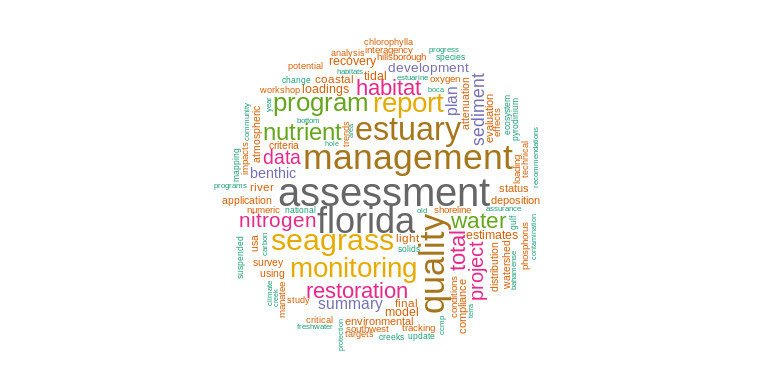 chlorophylla
progress
interagency
analysis
hillsborough
species
recovery
potential
development
habitats
estuarine
change
coastal
tidal
oxygen
workshop
loadings
habitat
boca
plan
sediment
attenuation
year
program
report
evaluation
effects
ecosystem
pyrodinium
community
atmospheric
bottom
nutrient
trends
area
estuary
criteria
hole
data
management
technical
recommendations
mapping
impacts
benthic
loading
programs
river
assessment
status
application
deposition
numeric
national
florida
old
shoreline
assurance
nitrogen
quality
water
gulf
contamination
usa
carbon
seagrass
light
solids
total
estimates
suspended
survey
monitoring
project
distribution
watershed
bahamense
phosphorus
using
climate
creek
manatee
restoration
study
summary
final
model
conditions
compliance
terra
critical
environmental
freshwater
southwest
tracking
ccmp
protection
targets
creeks
update